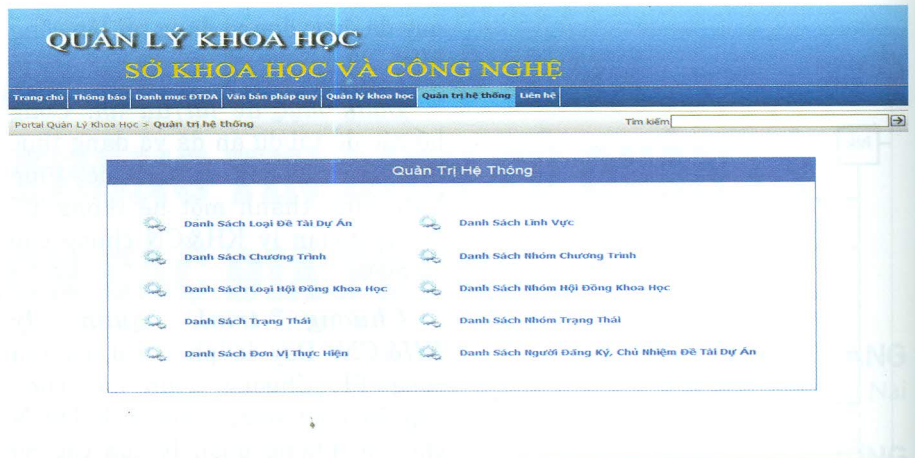 QUẢN LÝ KHOA HỌC
SỞ KHOA HỌC VÀ CÔNG NGHỆ
Trang chủ Thông báo Danh mục ĐTDA Văn bản pháp quy Quản lý khoa học Quản trị hệ thống Liên hệ
Portal Quản Lý Khoa Học > Quản trị hệ thống Tìm kiếm
Quản Trị Hệ Thống
Danh Sách Loại Đề Tài Dự Án Danh Sách Lĩnh Vực
Danh Sách Chương Trình Danh Sách Nhóm Chương Trình
Danh Sách Loại Hội Đồng Khoa Học Danh Sách Nhóm Hội Đồng Khoa Học
Danh Sách Trạng Thái Danh Sách Nhóm Trạng Thái
Danh Sách Đơn Vị Thực Hiện Danh Sách Người Đăng Ký, Chủ Nhiệm Đề Tài Dự Án